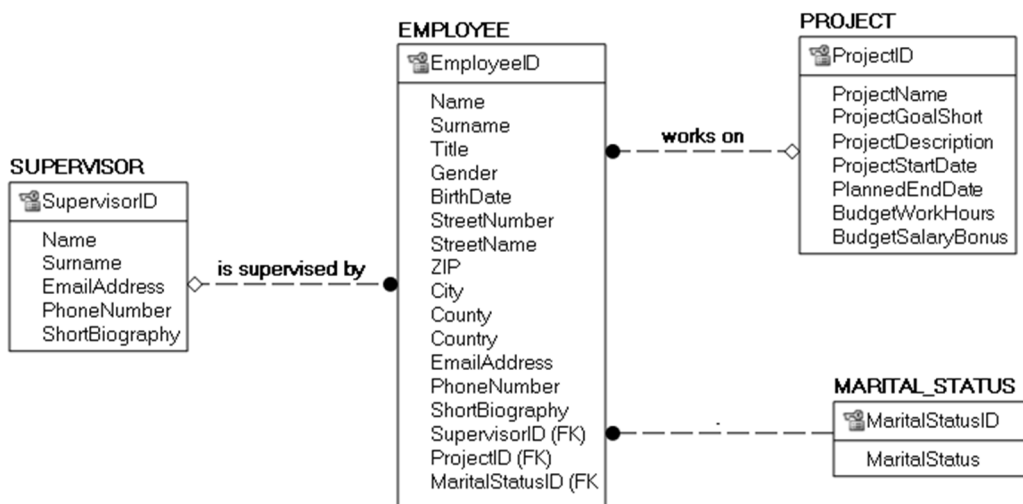 SUPERVISOR
SupervisorID
Name
Surname
EmailAddress
PhoneNumber
ShortBiography
is supervised by
EMPLOYEE
EmployeeID
Name
Surname
Title
Gender
BirthDate
StreetNumber
StreetName
ZIP
City
County
Country
EmailAddress
PhoneNumber
ShortBiography
SupervisorID (FK)
ProjectID (FK)
MaritalStatusID (FK
works on
PROJECT
ProjectID
ProjectName
ProjectGoalShort
ProjectDescription
ProjectStartDate
PlannedEndDate
BudgetWorkHours
BudgetSalaryBonus
MARITAL_STATUS
MaritalStatusID
MaritalStatus